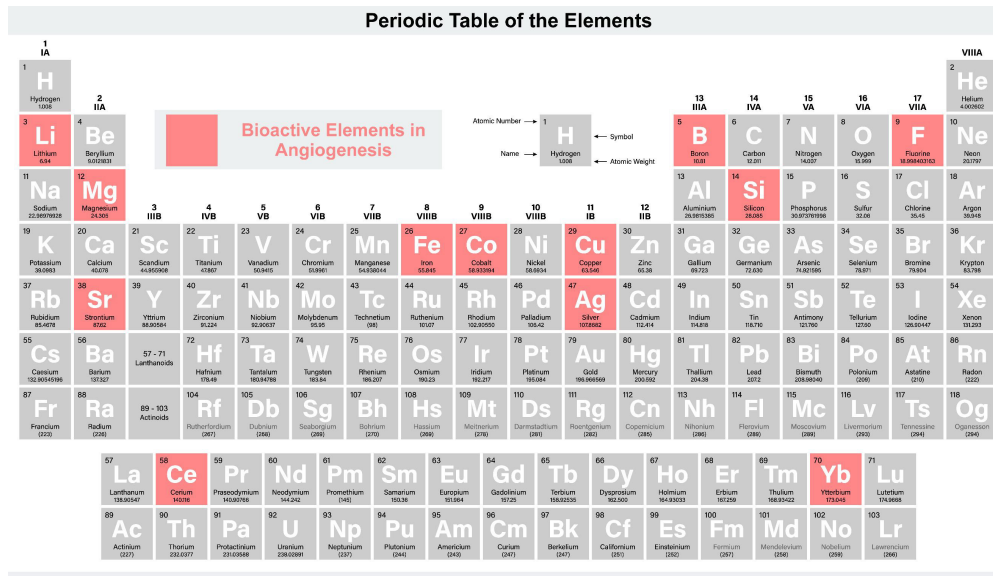 Periodic Table of the Elements
1
IA
2
IIA
3
IIIB
4
IVB
5
VB
6
VIB
7
VIIB
8
VIIIB
9
VIIIB
10
VIIIB
11
IB
12
IIB
13
IIIA
14
IVA
15
VA
16
VIA
17
VIIA
VIIIA
Bioactive Elements in
Angiogenesis
Atomic Number
Name
1
H
Hydrogen
1.008
Symbol
Atomic Weight
1
H
Hydrogen
1.008
2
He
Helium
4.002602
3
Li
Lithium
6.94
4
Be
Beryllium
9.0121831
5
B
Boron
10.81
6
C
Carbon
12.011
7
N
Nitrogen
14.007
8
O
Oxygen
15.999
9
F
Fluorine
18.998403163
10
Ne
Neon
20.1797
11
Na
Sodium
22.98976928
12
Mg
Magnesium
24.305
13
Al
Aluminium
26.9815385
14
Si
Silicon
28.085
15
P
Phosphorus
30.973761998
16
S
Sulfur
32.06
17
Cl
Chlorine
35.45
18
Ar
Argon
39.948
19
K
Potassium
39.0983
20
Ca
Calcium
40.078
21
Sc
Scandium
44.955908
22
Ti
Titanium
47.867
23
V
Vanadium
50.9415
24
Cr
Chromium
51.9961
25
Mn
Manganese
54.938044
26
Fe
Iron
55.845
27
Co
Cobalt
58.933194
28
Ni
Nickel
58.6934
29
Cu
Copper
63.546
30
Zn
Zinc
65.38
31
Ga
Gallium
69.723
32
Ge
Germanium
72.630
33
As
Arsenic
74.921595
34
Se
Selenium
78.971
35
Br
Bromine
79.904
36
Kr
Krypton
83.798
37
Rb
Rubidium
85.4678
38
Sr
Strontium
87.62
39
Y
Yttrium
88.90584
40
Zr
Zirconium
91.224
41
Nb
Niobium
92.90637
42
Mo
Molybdenum
95.95
43
Tc
Technetium
(98)
44
Ru
Ruthenium
101.07
45
Rh
Rhodium
102.90550
46
Pd
Palladium
106.42
47
Ag
Silver
107.8682
48
Cd
Cadmium
112.414
49
In
Indium
114.818
50
Sn
Tin
118.710
51
Sb
Antimony
121.760
52
Te
Tellurium
127.60
53
I
Iodine
126.90447
54
Xe
Xenon
131.293
55
Cs
Caesium
132.90545196
56
Ba
Barium
137.327
57 - 71
Lanthanoids
72
Hf
Hafnium
178.49
73
Ta
Tantalum
180.94788
74
W
Tungsten
183.84
75
Re
Rhenium
186.207
76
Os
Osmium
190.23
77
Ir
Iridium
192.217
78
Pt
Platinum
195.084
79
Au
Gold
196.966569
80
Hg
Mercury
200.592
81
Tl
Thallium
204.38
82
Pb
Lead
207.2
83
Bi
Bismuth
208.98040
84
Po
Polonium
(209)
85
At
Astatine
(210)
86
Rn
Radon
(222)
87
Fr
Francium
(223)
88
Ra
Radium
(226)
89 - 103
Actinoids
104
Rf
Rutherfordium
(267)
105
Db
Dubnium
(268)
106
Sg
Seaborgium
(269)
107
Bh
Bohrium
(270)
108
Hs
Hassium
(269)
109
Mt
Meitnerium
(278)
110
Ds
Darmstadtium
(281)
111
Rg
Roentgenium
(282)
112
Cn
Copernicium
(285)
113
Nh
Nihonium
(286)
114
Fl
Flerovium
(289)
115
Mc
Moscovium
(289)
116
Lv
Livermorium
(293)
117
Ts
Tennessine
(294)
118
Og
Oganesson
(294)
57
La
Lanthanum
138.90547
58
Ce
Cerium
140.116
59
Pr
Praseodymium
140.90766
60
Nd
Neodymium
144.242
61
Pm
Promethium
(145)
62
Sm
Samarium
150.36
63
Eu
Europium
151.964
64
Gd
Gadolinium
157.25
65
Tb
Terbium
158.92535
66
Dy
Dysprosium
162.500
67
Ho
Holmium
164.93033
68
Er
Erbium
167.259
69
Tm
Thulium
168.93422
70
Yb
Ytterbium
173.045
71
Lu
Lutetium
174.9668
89
Ac
Actinium
(227)
90
Th
Thorium
232.0377
91
Pa
Protactinium
231.03588
92
U
Uranium
238.02891
93
Np
Neptunium
(237)
94
Pu
Plutonium
(244)
95
Am
Americium
(243)
96
Cm
Curium
(247)
97
Bk
Berkelium
(247)
98
Cf
Californium
(251)
99
Es
Einsteinium
(252)
100
Fm
Fermium
(257)
101
Md
Mendelevium
(258)
102
No
Nobelium
(259)
103
Lr
Lawrencium
(266)